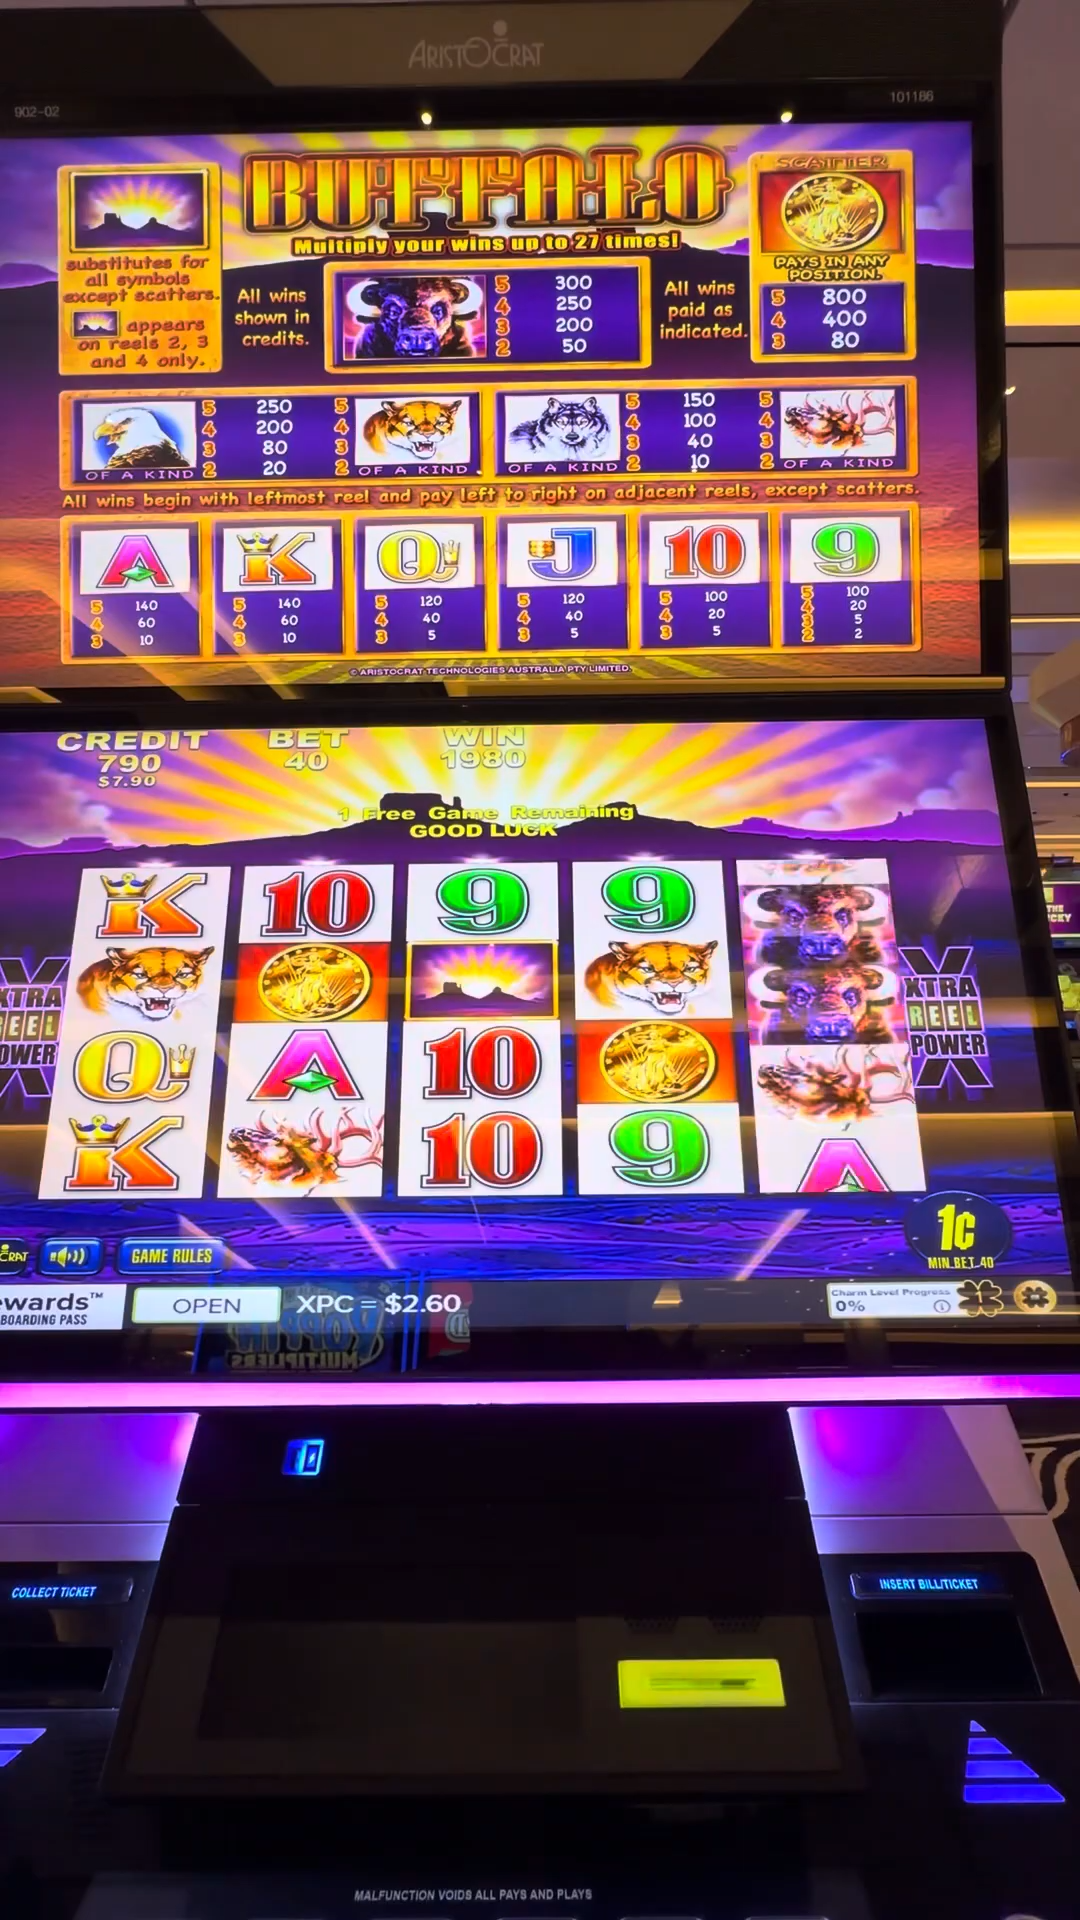 ARISTOCRAT
902-02
101186
BUFFALO
Multiply your wins up to 27 times!
substitutes for
all symbols
except scatters.
appears
on reels 2, 3
and 4 only.
All wins
shown in
credits.
5 300
4 250
3 200
2 50
All wins
paid as
indicated.
SCATTER
PAYS IN ANY
POSITION.
5 800
4 400
3 80
OF A KIND
5 250 5
4 200 4
3 80 3
2 20 2
OF A KIND
OF A KIND
5 150 5
4 100 4
3 40 3
2 10 2
OF A KIND
All wins begin with leftmost reel and pay left to right on adjacent reels, except scatters.
A
5 140
4 60
3 10
K
5 140
4 60
3 10
Q
5 120
4 40
3 5
J
5 120
4 40
3 5
10
5 100
4 20
3 5
9
5 100
4 20
3 5
2 2
© ARISTOCRAT TECHNOLOGIES AUSTRALIA PTY LIMITED.
CREDIT
790
$7.90
BET
40
WIN
1980
1 Free Game Remaining
GOOD LUCK
K 10 9 9
Q A 10
K 10 9 A
XTRA
REEL
POWER
XTRA
REEL
POWER
1¢
MIN BET 40
CRAT
GAME RULES
wards™
BOARDING PASS
OPEN
XPC = $2.60
Charm Level Progress
0%
THE
CKY
COLLECT TICKET
INSERT BILL/TICKET
MALFUNCTION VOIDS ALL PAYS AND PLAYS